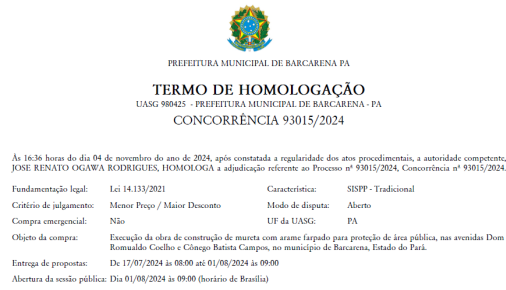 PREFEITURA MUNICIPAL DE BARCARENA PA
TERMO DE HOMOLOGAÇÃO
UASG 980425 - PREFEITURA MUNICIPAL DE BARCARENA - PA
CONCORRÊNCIA 93015/2024
Às 16:36 horas do dia 04 de novembro do ano de 2024, após constatada a regularidade dos atos procedimentais, a autoridade competente,
JOSE RENATO OGAWA RODRIGUES, HOMOLOGA a adjudicação referente ao Processo nº 93015/2024, Concorrência nº 93015/2024.
Fundamentação legal: Lei 14.133/2021 Característica: SISPP - Tradicional
Critério de julgamento: Menor Preço / Maior Desconto Modo de disputa: Aberto
Compra emergencial: Não UF da UASG: PA
Objeto da compra: Execução da obra de construção de mureta com arame farpado para proteção de área pública, nas avenidas Dom
Romualdo Coelho e Cônego Batista Campos, no município de Barcarena, Estado do Pará.
Entrega de propostas: De 17/07/2024 às 08:00 até 01/08/2024 às 09:00
Abertura da sessão pública: Dia 01/08/2024 às 09:00 (horário de Brasília)